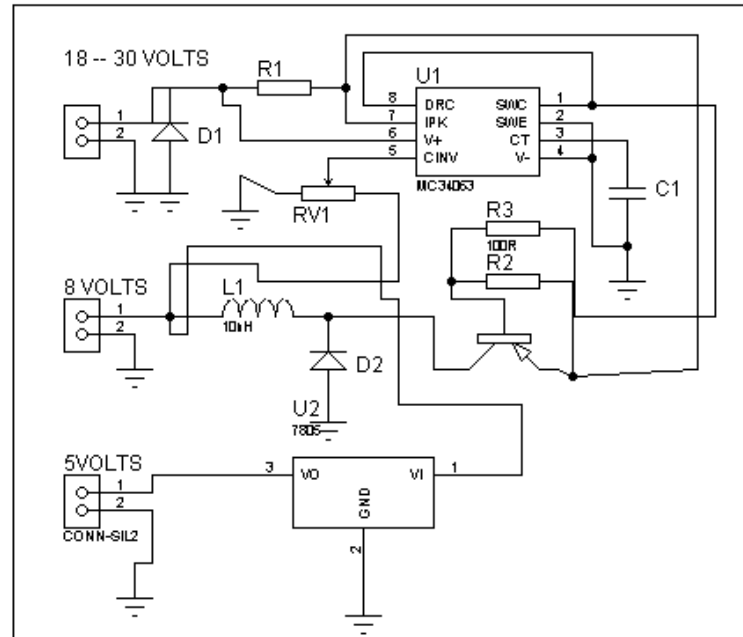 18 -- 30 VOLTS
1
2
D1
R1
U1
8 DRC SWC 1
7 IPK SWE 2
6 V+ CT 3
5 CINV V- 4
MC34063
RV1
C1
R3
100R
R2
8 VOLTS
1
2
L1
10uH
D2
U2
7805
5VOLTS
1
2
CONN-SIL2
3 VO VI 1
GND
2